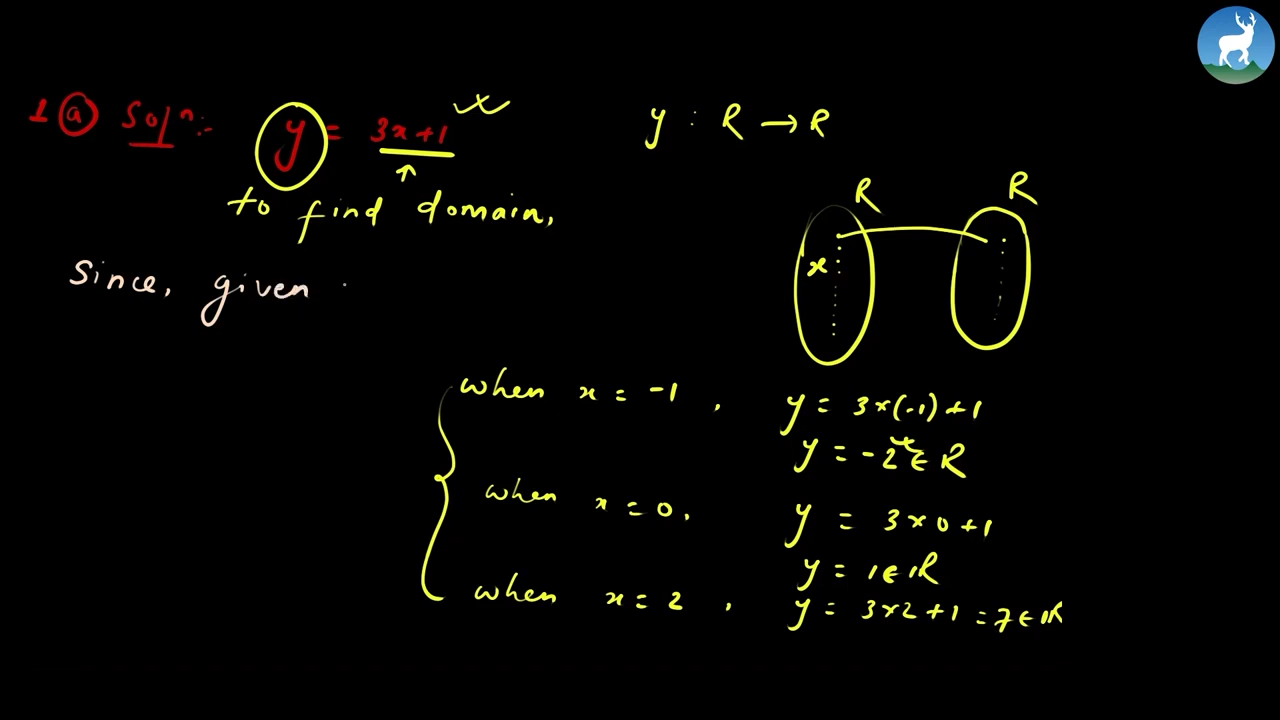 1 (a) Solⁿ:- y = 3x+1
y : R → R
to find domain,
Since, given
R R
x
when x = -1 , y = 3×(-1)+1
y = -2 ∈ R
when x = 0, y = 3×0+1
y = 1 ∈ R
when x = 2 , y = 3×2+1 = 7 ∈ R